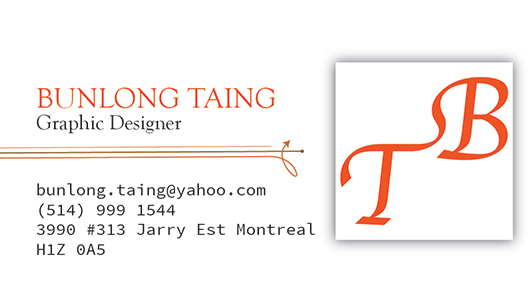 BUNLONG TAING
Graphic Designer
bunlong.taing@yahoo.com
(514) 999 1544
3990 #313 Jarry Est Montreal
H1Z 0A5
TB